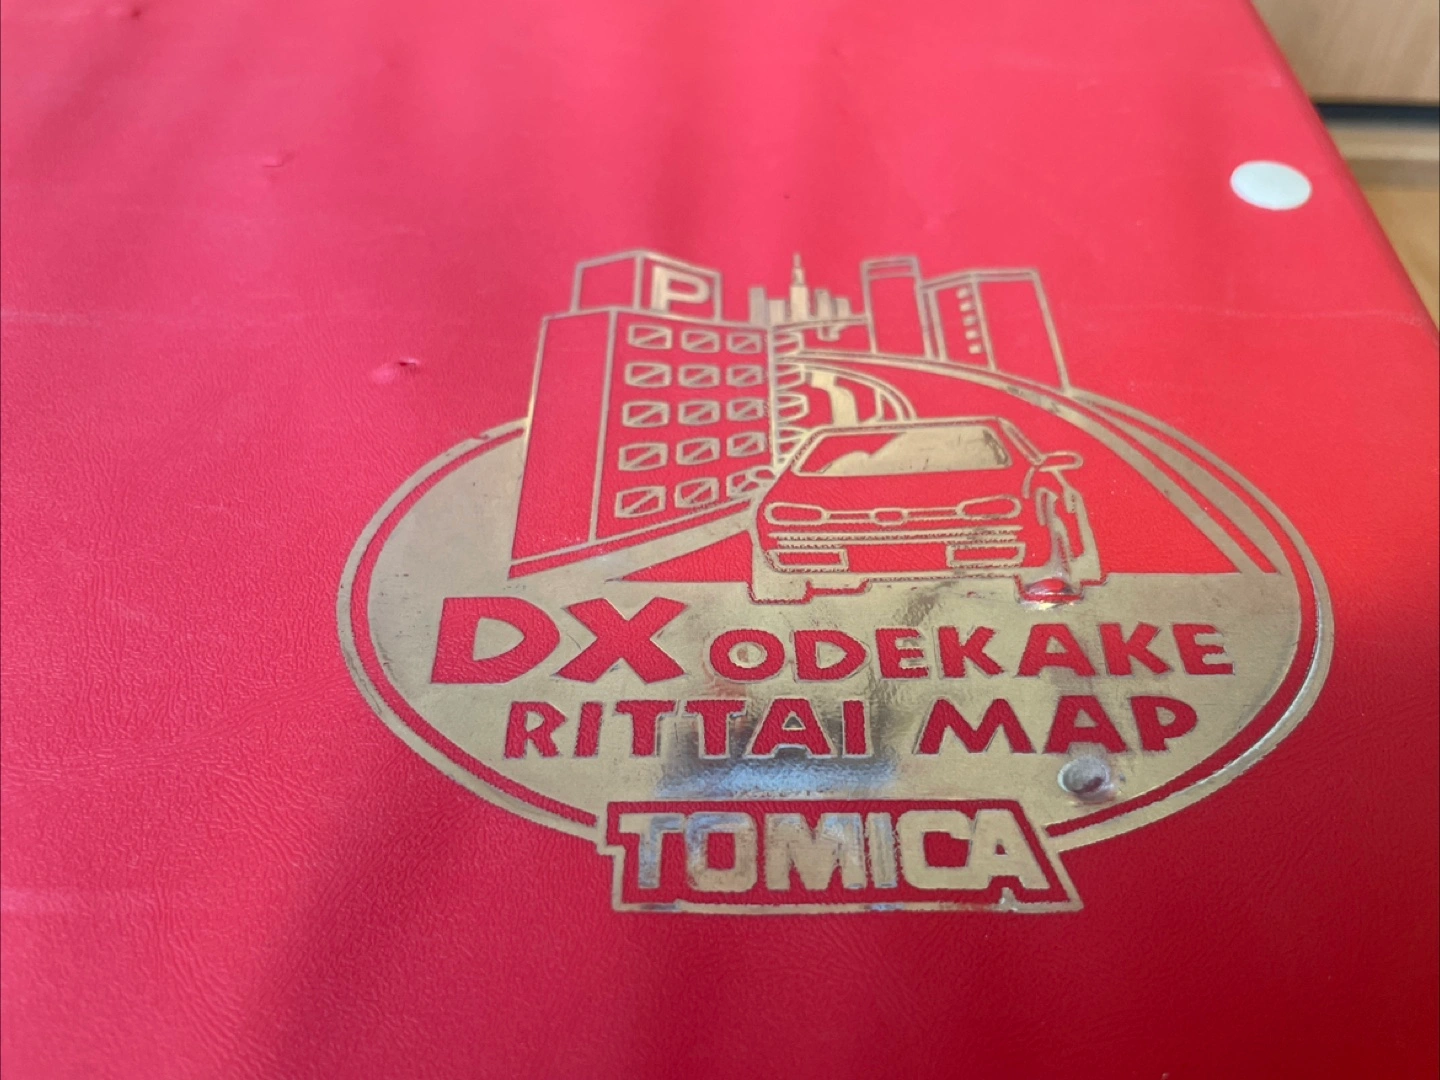 P
DX ODEKAKE
RITTAI MAP
TOMICA